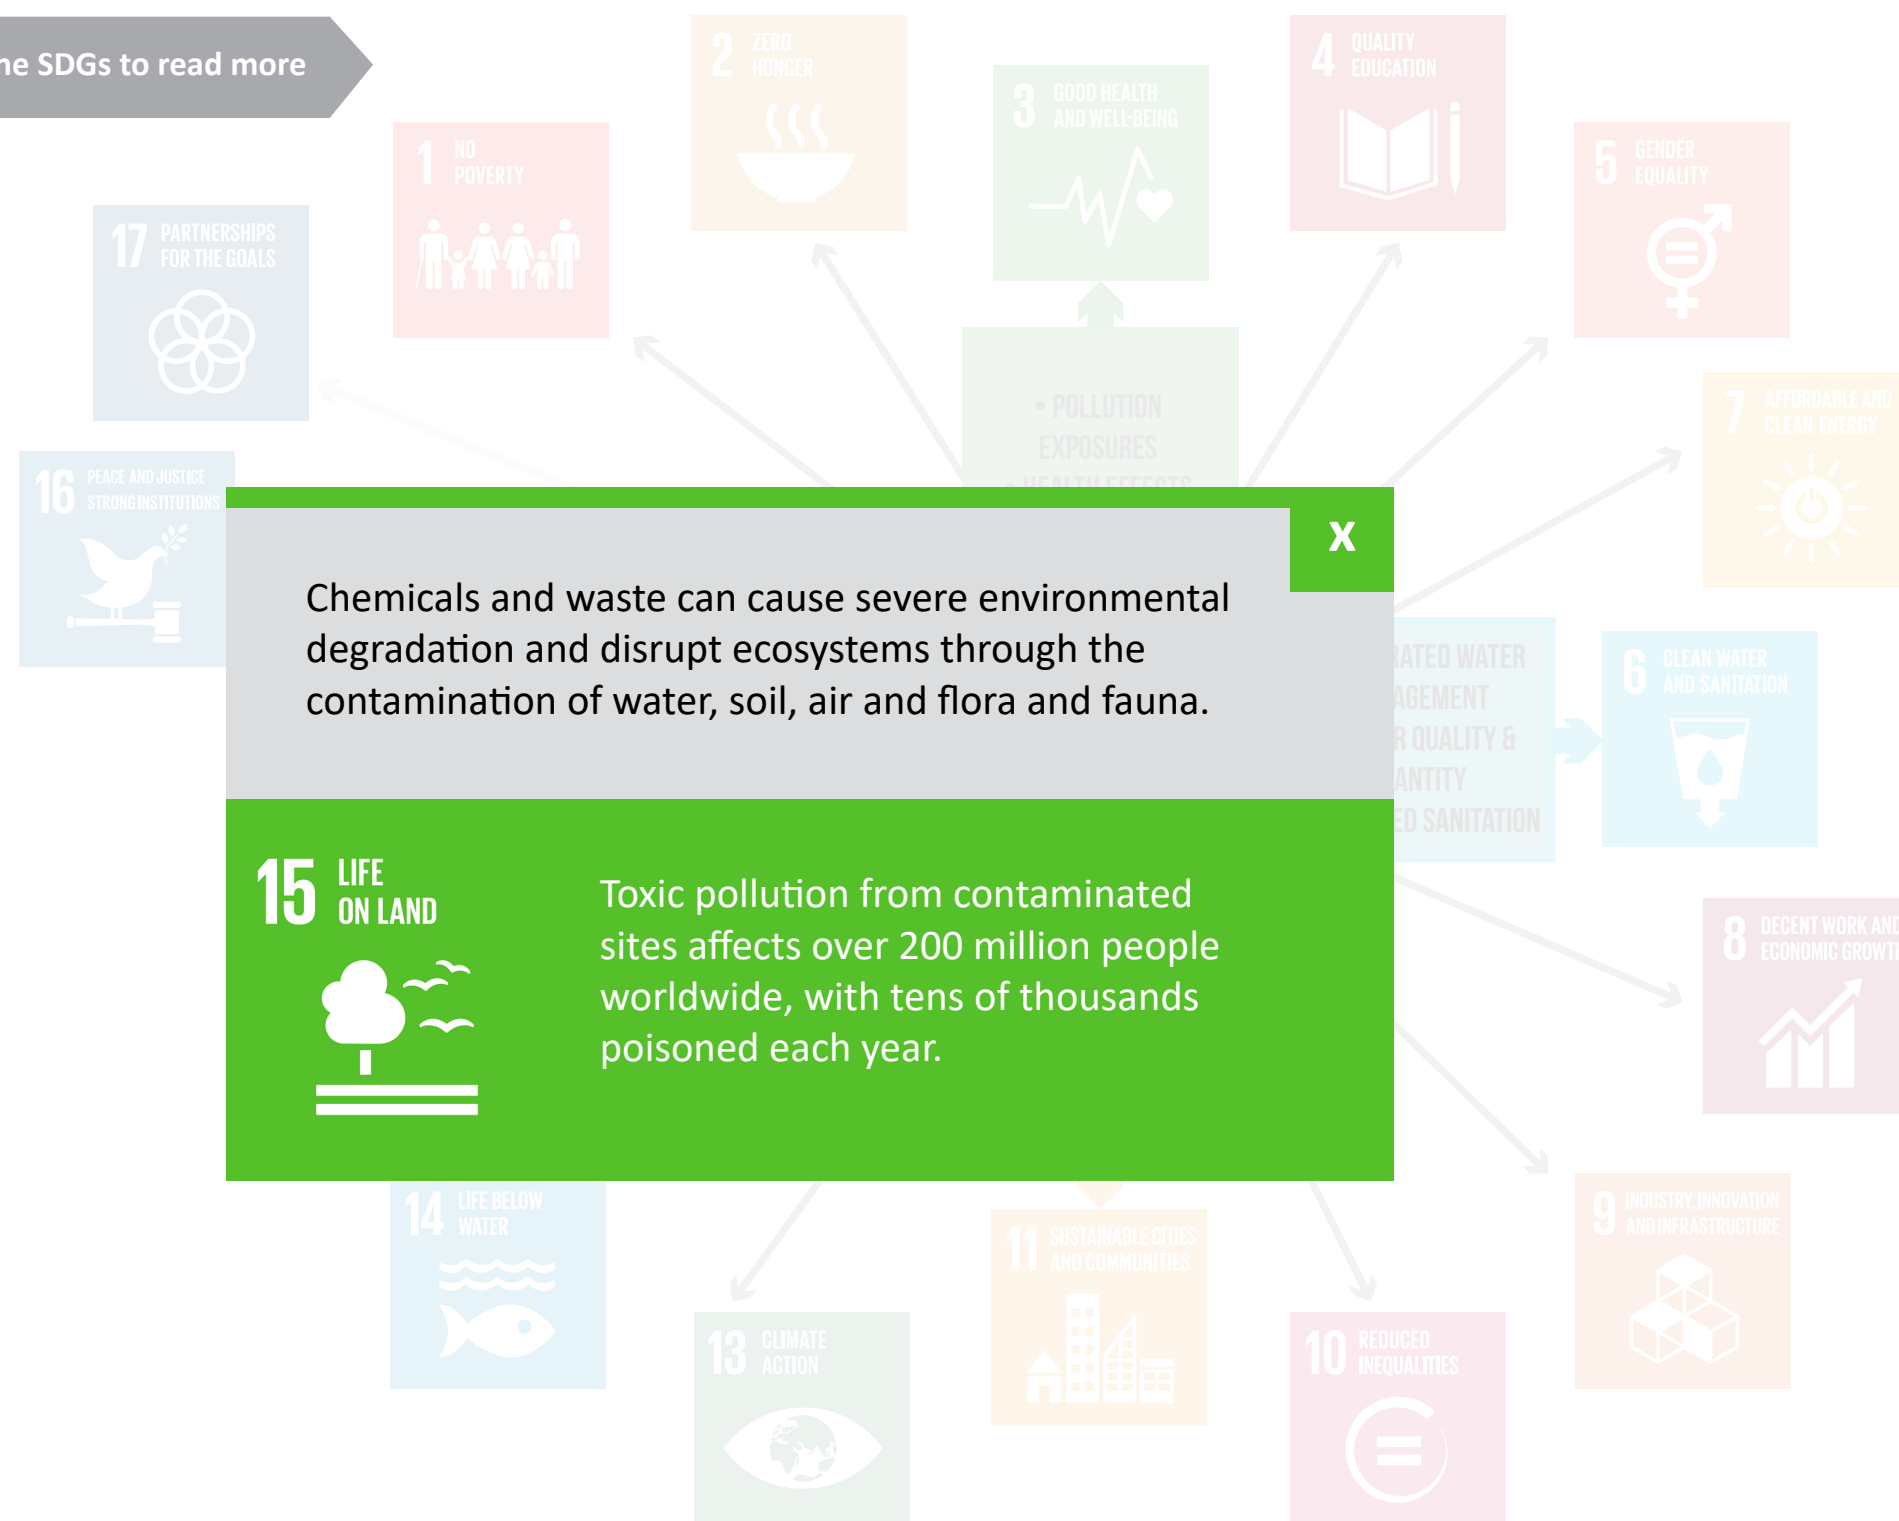 he SDGs to read more
2 ZERO
HUNGER
3 GOOD HEALTH
AND WELL-BEING
4 QUALITY
EDUCATION
1 NO
POVERTY
5 GENDER
EQUALITY
17 PARTNERSHIPS
FOR THE GOALS
• POLLUTION
EXPOSURES
• HEALTH EFFECTS
7 AFFORDABLE AND
CLEAN ENERGY
16 PEACE AND JUSTICE
STRONG INSTITUTIONS
X
Chemicals and waste can cause severe environmental
degradation and disrupt ecosystems through the
contamination of water, soil, air and flora and fauna.
RATED WATER
AGEMENT
R QUALITY &
ANTITY
ED SANITATION
6 CLEAN WATER
AND SANITATION
15 LIFE
ON LAND
Toxic pollution from contaminated
sites affects over 200 million people
worldwide, with tens of thousands
poisoned each year.
8 DECENT WORK AND
ECONOMIC GROWTH
14 LIFE BELOW
WATER
11 SUSTAINABLE CITIES
AND COMMUNITIES
9 INDUSTRY, INNOVATION
AND INFRASTRUCTURE
13 CLIMATE
ACTION
10 REDUCED
INEQUALITIES